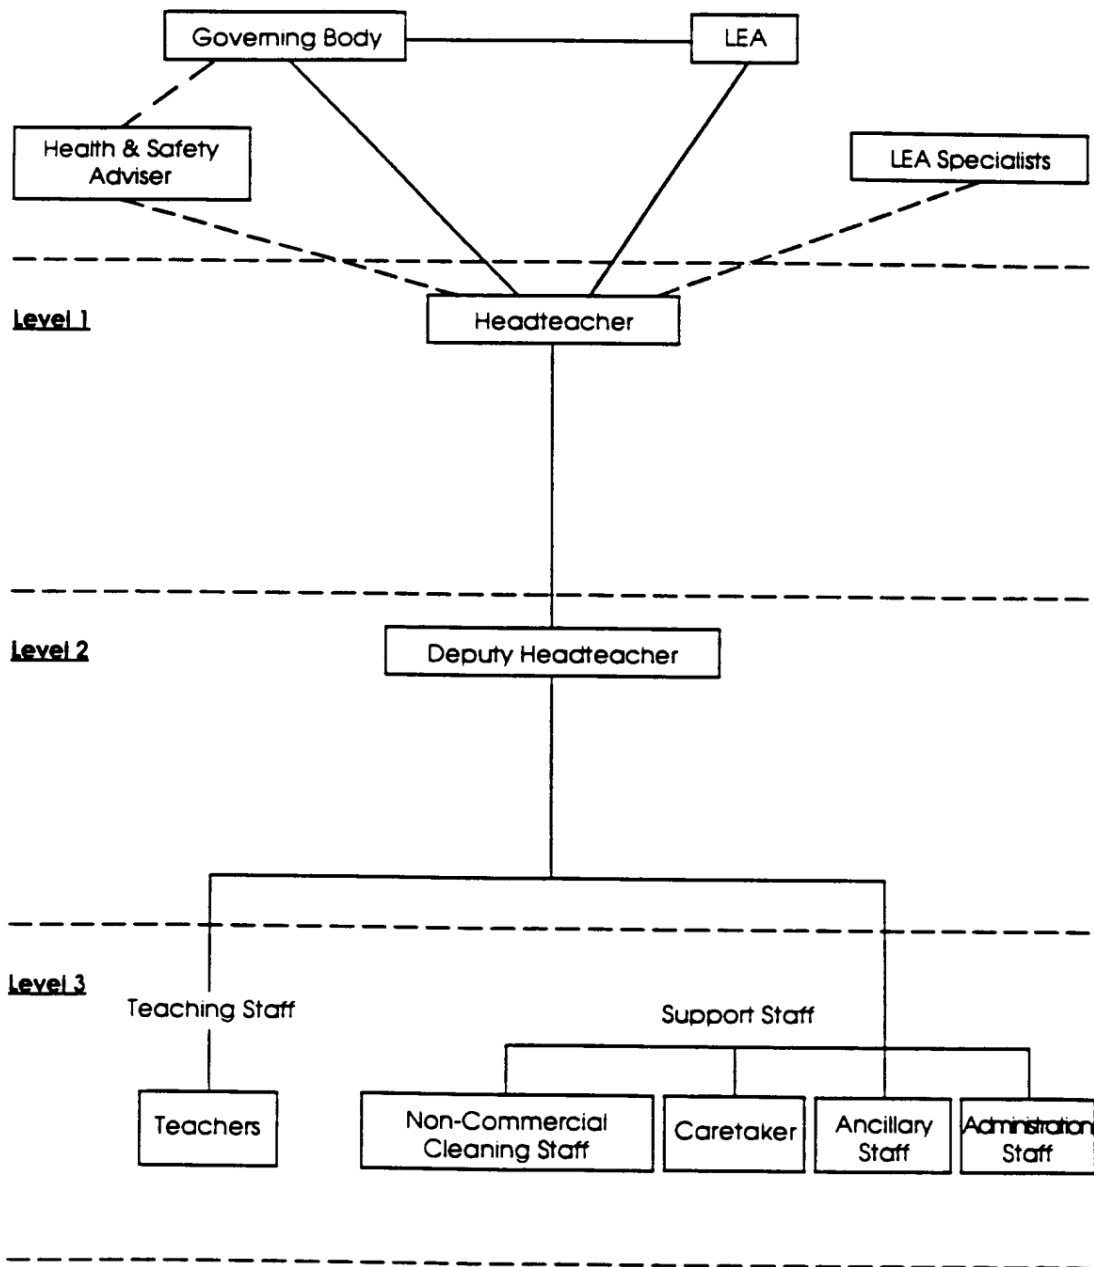 Governing Body
LEA
Health & Safety
Adviser
LEA Specialists
Level 1
Headteacher
Level 2
Deputy Headteacher
Level 3
Teaching Staff
Support Staff
Teachers
Non-Commercial
Cleaning Staff
Caretaker
Ancillary
Staff
Administration
Staff